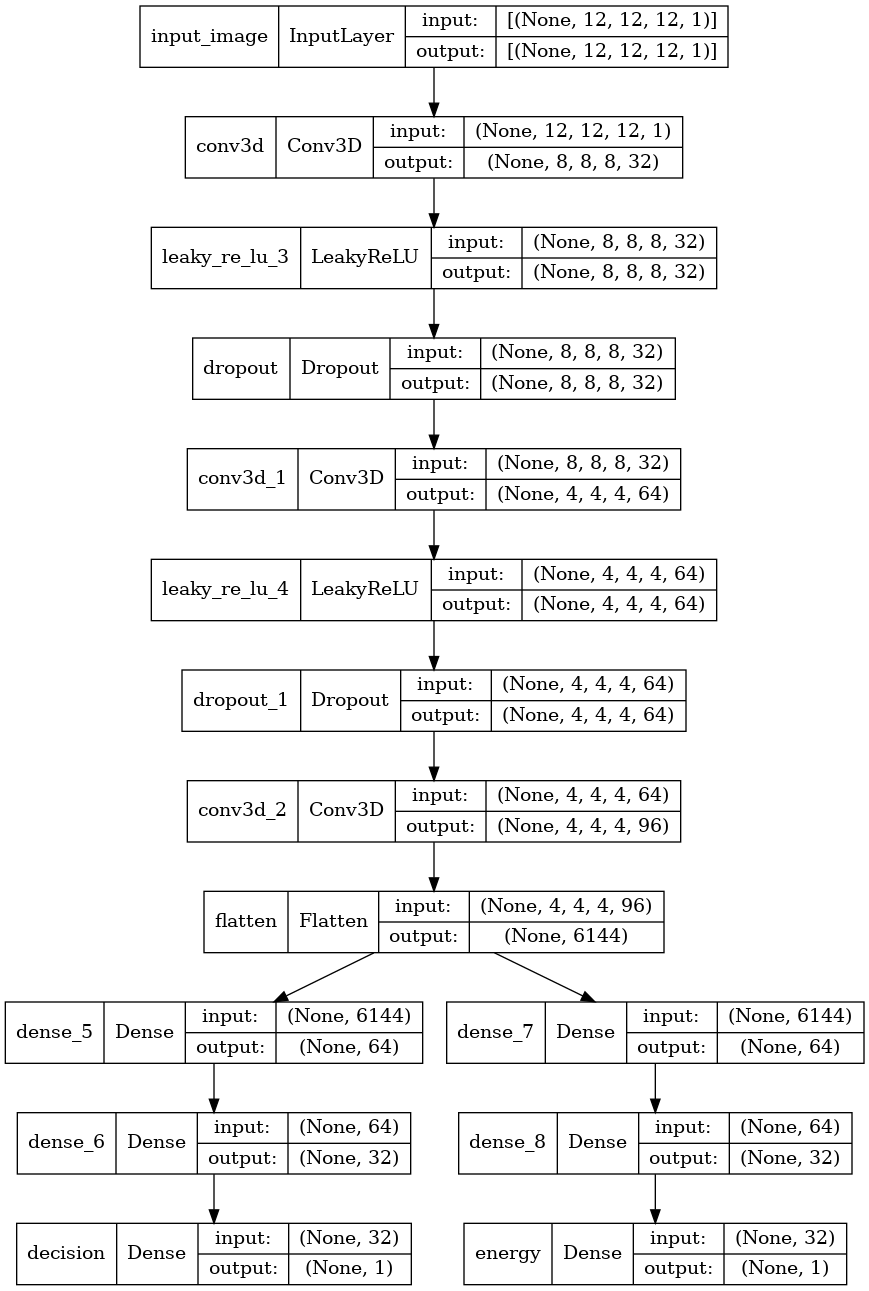 input_image InputLayer input: [(None, 12, 12, 12, 1)]
output: [(None, 12, 12, 12, 1)]
conv3d Conv3D input: (None, 12, 12, 12, 1)
output: (None, 8, 8, 8, 32)
leaky_re_lu_3 LeakyReLU input: (None, 8, 8, 8, 32)
output: (None, 8, 8, 8, 32)
dropout Dropout input: (None, 8, 8, 8, 32)
output: (None, 8, 8, 8, 32)
conv3d_1 Conv3D input: (None, 8, 8, 8, 32)
output: (None, 4, 4, 4, 64)
leaky_re_lu_4 LeakyReLU input: (None, 4, 4, 4, 64)
output: (None, 4, 4, 4, 64)
dropout_1 Dropout input: (None, 4, 4, 4, 64)
output: (None, 4, 4, 4, 64)
conv3d_2 Conv3D input: (None, 4, 4, 4, 64)
output: (None, 4, 4, 4, 96)
flatten Flatten input: (None, 4, 4, 4, 96)
output: (None, 6144)
dense_5 Dense input: (None, 6144)
output: (None, 64)
dense_7 Dense input: (None, 6144)
output: (None, 64)
dense_6 Dense input: (None, 64)
output: (None, 32)
dense_8 Dense input: (None, 64)
output: (None, 32)
decision Dense input: (None, 32)
output: (None, 1)
energy Dense input: (None, 32)
output: (None, 1)